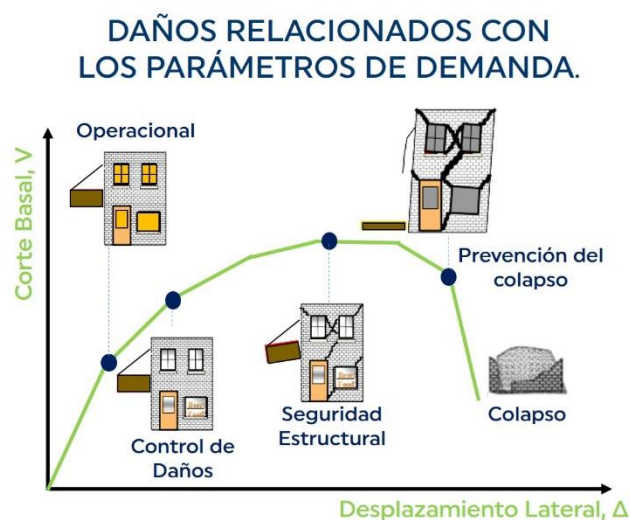 DAÑOS RELACIONADOS CON
LOS PARÁMETROS DE DEMANDA.
Operacional
Corte Basal, V
Prevención del
colapso
Control de
Daños
Seguridad
Estructural
Colapso
Desplazamiento Lateral, Δ